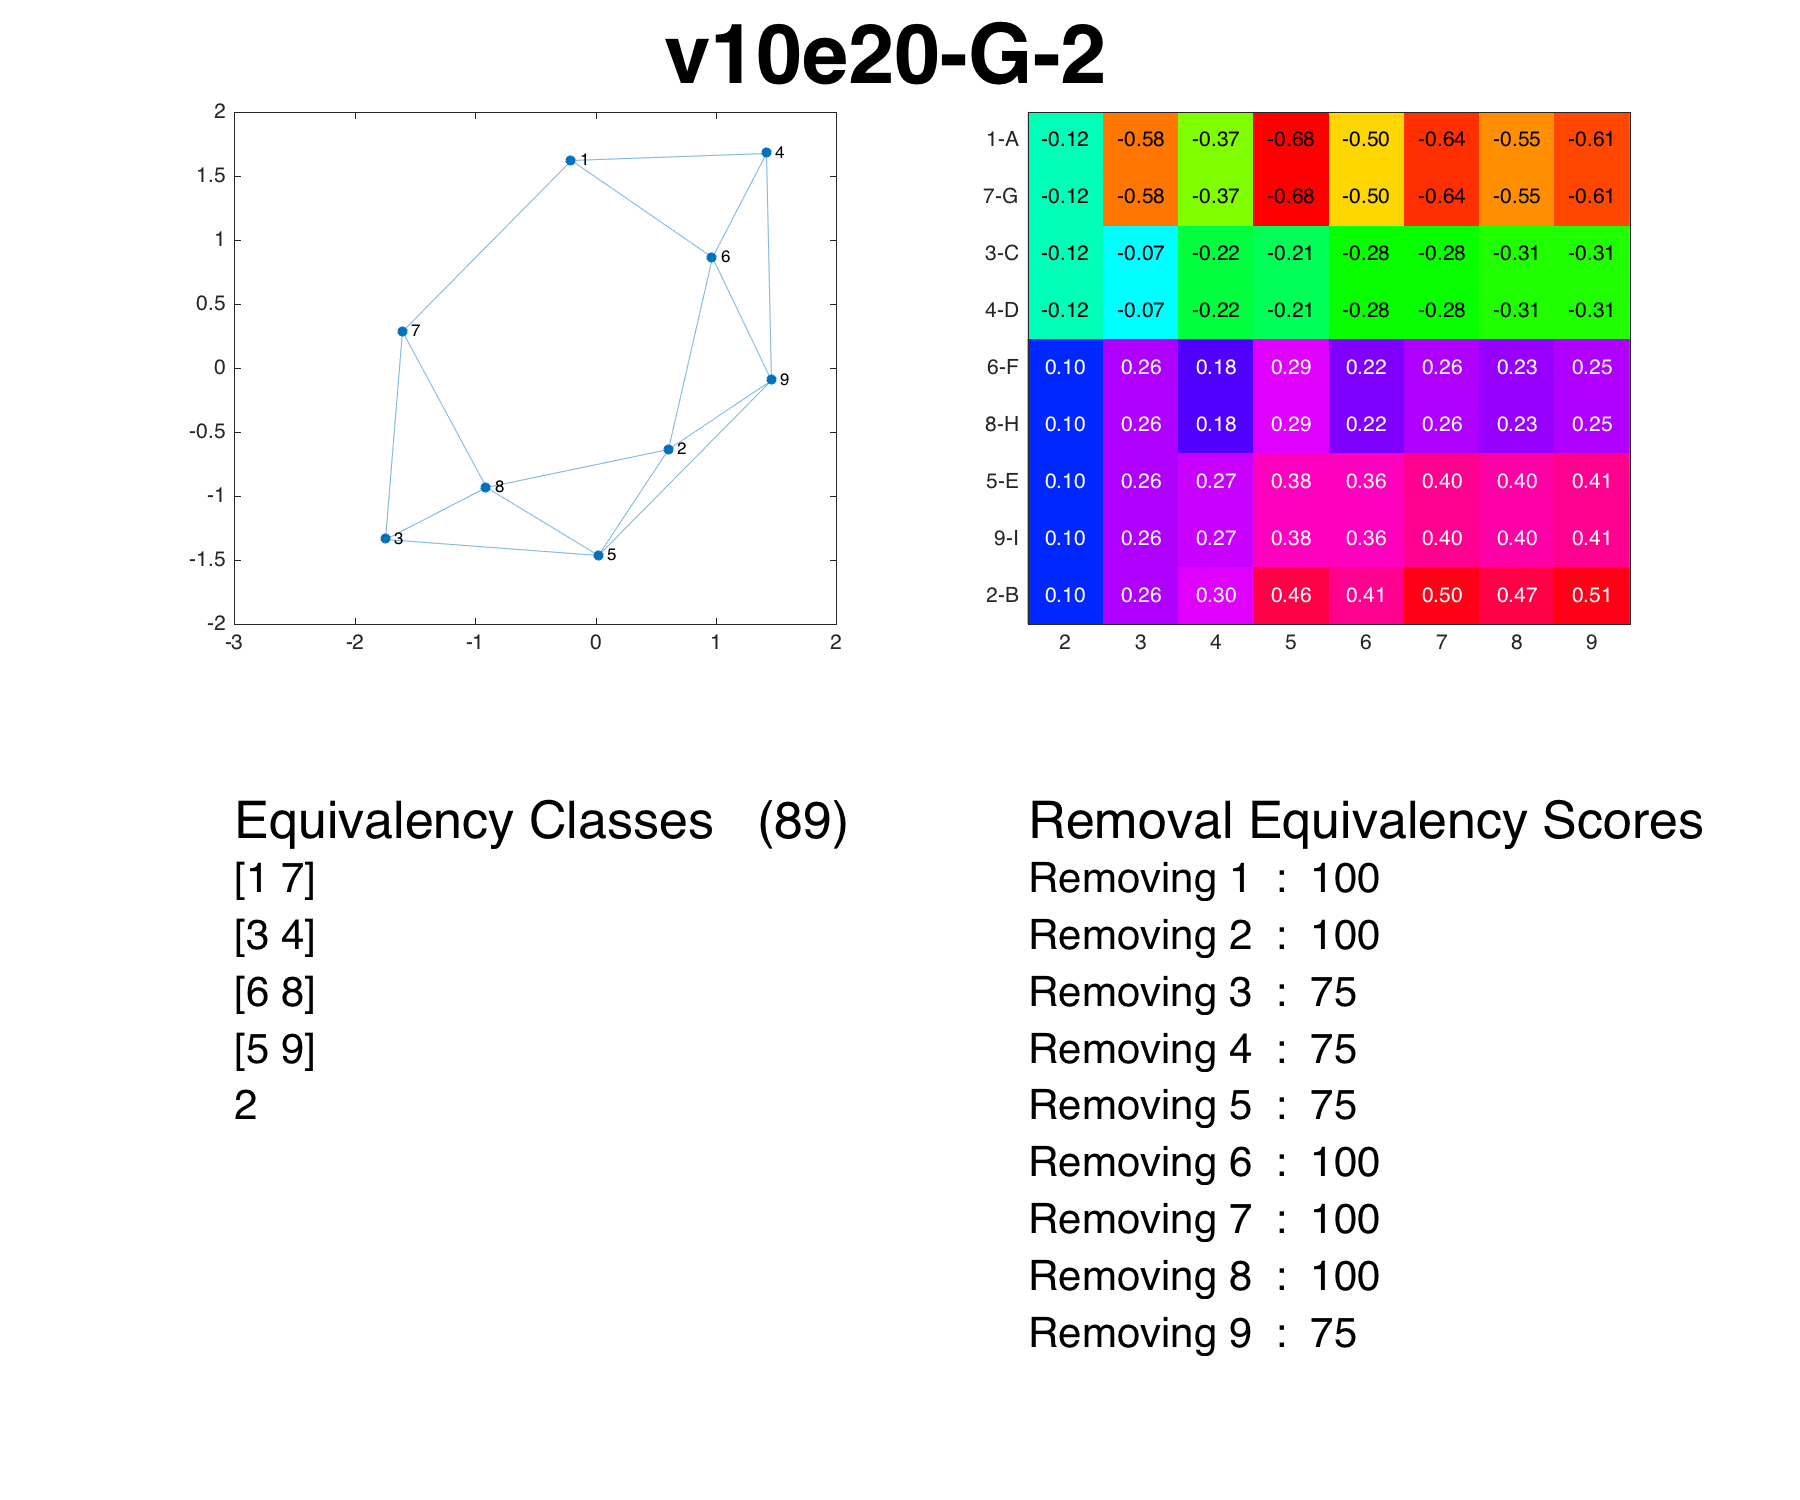 v10e20-G-2
2
1.5
1
0.5
0
-0.5
-1
-1.5
-2
-3 -2 -1 0 1 2
1
4
6
7
9
2
8
3
5
1-A -0.12 -0.58 -0.37 -0.68 -0.50 -0.64 -0.55 -0.61
7-G -0.12 -0.58 -0.37 -0.68 -0.50 -0.64 -0.55 -0.61
3-C -0.12 -0.07 -0.22 -0.21 -0.28 -0.28 -0.31 -0.31
4-D -0.12 -0.07 -0.22 -0.21 -0.28 -0.28 -0.31 -0.31
6-F 0.10 0.26 0.18 0.29 0.22 0.26 0.23 0.25
8-H 0.10 0.26 0.18 0.29 0.22 0.26 0.23 0.25
5-E 0.10 0.26 0.27 0.38 0.36 0.40 0.40 0.41
9-I 0.10 0.26 0.27 0.38 0.36 0.40 0.40 0.41
2-B 0.10 0.26 0.30 0.46 0.41 0.50 0.47 0.51
2 3 4 5 6 7 8 9
Equivalency Classes (89)
[1 7]
[3 4]
[6 8]
[5 9]
2
Removal Equivalency Scores
Removing 1 : 100
Removing 2 : 100
Removing 3 : 75
Removing 4 : 75
Removing 5 : 75
Removing 6 : 100
Removing 7 : 100
Removing 8 : 100
Removing 9 : 75